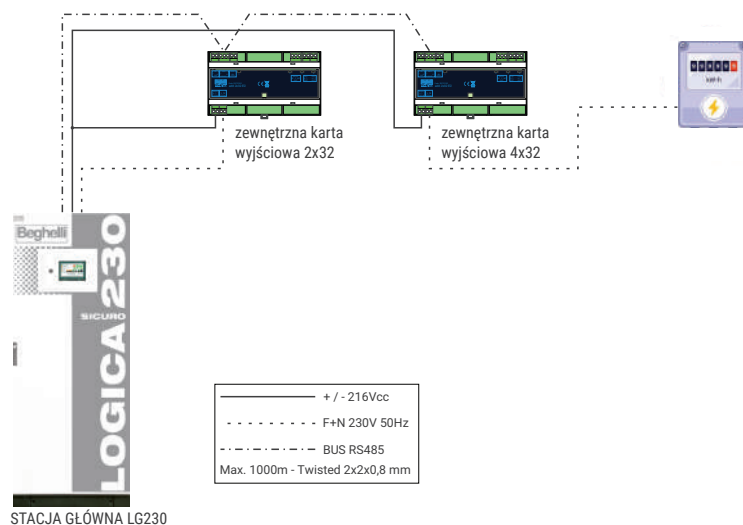 zewnętrzna karta
wyjściowa 2x32
zewnętrzna karta
wyjściowa 4x32
Beghelli
SICURO
LOGICA 230
+ / - 216Vcc
F+N 230V 50Hz
BUS RS485
Max. 1000m - Twisted 2x2x0,8 mm
STACJA GŁÓWNA LG230